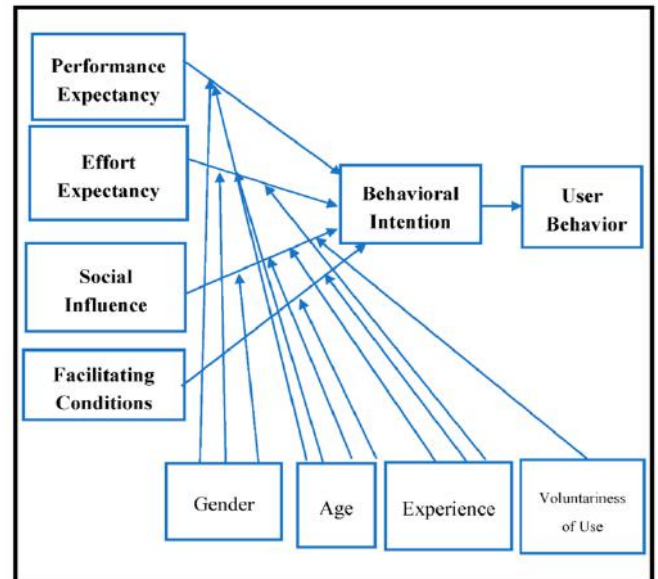 Performance
Expectancy
Effort
Expectancy
Behavioral
Intention
User
Behavior
Social
Influence
Facilitating
Conditions
Gender
Age
Experience
Voluntariness
of Use